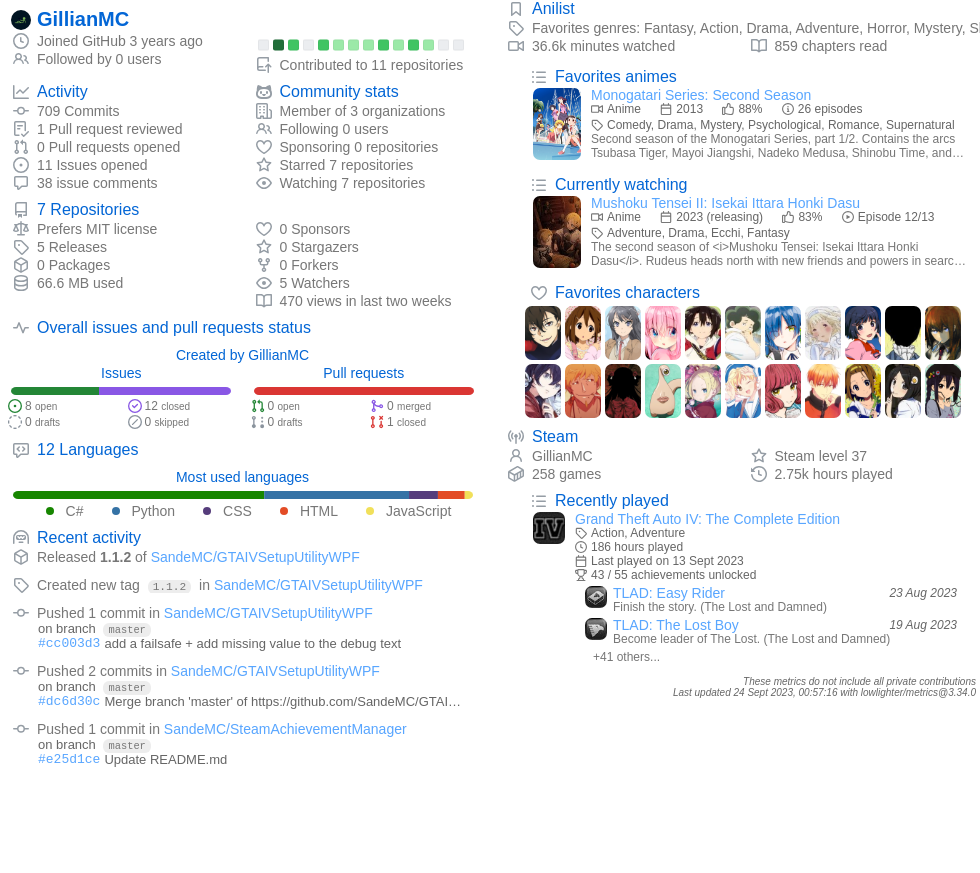 GillianMC
Joined GitHub 3 years ago
Followed by 0 users
Contributed to 11 repositories
Activity
709 Commits
1 Pull request reviewed
0 Pull requests opened
11 Issues opened
38 issue comments
Community stats
Member of 3 organizations
Following 0 users
Sponsoring 0 repositories
Starred 7 repositories
Watching 7 repositories
7 Repositories
Prefers MIT license
5 Releases
0 Packages
66.6 MB used
0 Sponsors
0 Stargazers
0 Forkers
5 Watchers
470 views in last two weeks
Overall issues and pull requests status
Created by GillianMC
Issues
8 open
12 closed
0 drafts
0 skipped
Pull requests
0 open
0 merged
0 drafts
1 closed
12 Languages
Most used languages
C# Python CSS HTML JavaScript
Recent activity
Released 1.1.2 of SandeMC/GTAIVSetupUtilityWPF
Created new tag 1.1.2 in SandeMC/GTAIVSetupUtilityWPF
Pushed 1 commit in SandeMC/GTAIVSetupUtilityWPF
on branch master
#cc003d3 add a failsafe + add missing value to the debug text
Pushed 2 commits in SandeMC/GTAIVSetupUtilityWPF
on branch master
#dc6d30c Merge branch 'master' of https://github.com/SandeMC/GTAI…
Pushed 1 commit in SandeMC/SteamAchievementManager
on branch master
#e25d1ce Update README.md
Anilist
Favorites genres: Fantasy, Action, Drama, Adventure, Horror, Mystery, S
36.6k minutes watched
859 chapters read
Favorites animes
Monogatari Series: Second Season
Anime 2013 88% 26 episodes
Comedy, Drama, Mystery, Psychological, Romance, Supernatural
Second season of the Monogatari Series, part 1/2. Contains the arcs
Tsubasa Tiger, Mayoi Jiangshi, Nadeko Medusa, Shinobu Time, and…
Currently watching
Mushoku Tensei II: Isekai Ittara Honki Dasu
Anime 2023 (releasing) 83% Episode 12/13
Adventure, Drama, Ecchi, Fantasy
The second season of <i>Mushoku Tensei: Isekai Ittara Honki
Dasu</i>. Rudeus heads north with new friends and powers in searc…
Favorites characters
Steam
GillianMC
Steam level 37
258 games
2.75k hours played
Recently played
Grand Theft Auto IV: The Complete Edition
Action, Adventure
186 hours played
Last played on 13 Sept 2023
43 / 55 achievements unlocked
IV
TLAD: Easy Rider 23 Aug 2023
Finish the story. (The Lost and Damned)
TLAD: The Lost Boy 19 Aug 2023
Become leader of The Lost. (The Lost and Damned)
+41 others...
These metrics do not include all private contributions
Last updated 24 Sept 2023, 00:57:16 with lowlighter/metrics@3.34.0